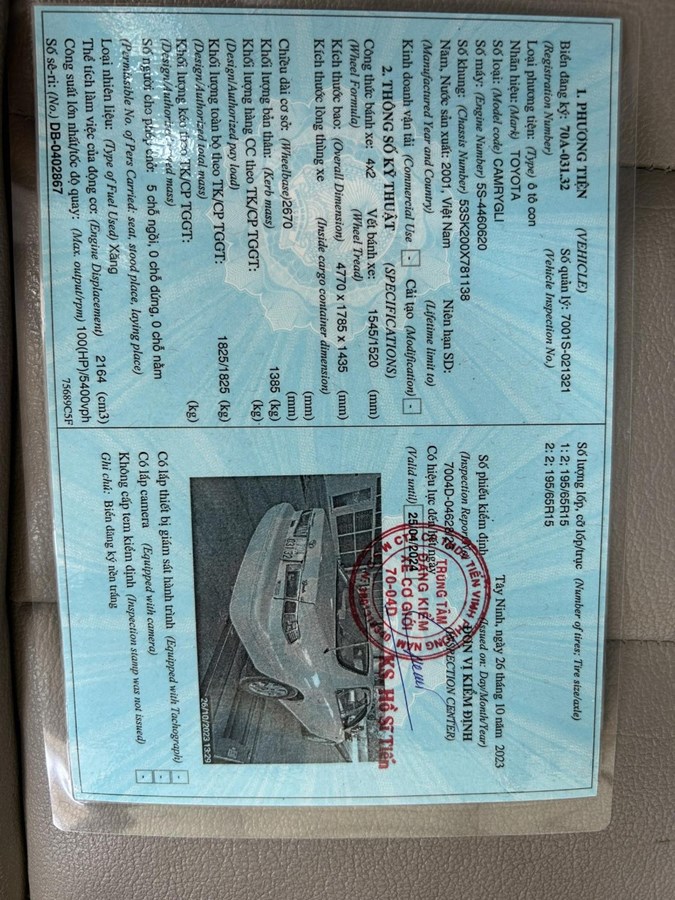 1. PHƯƠNG TIỆN (VEHICLE)
Biển đăng ký: 70A-031.32 Số quản lý: 7001S-021321
(Registration Number) (Vehicle Inspection No.)
Loại phương tiện: (Type) ô tô con
Nhãn hiệu: (Mark) TOYOTA
Số loại: (Model code) CAMRYGLI
Số máy: (Engine Number) 5S-4460620
Số khung: (Chassis Number) 53SK200X781138
Năm, Nước sản xuất: 2001, Việt Nam Niên hạn SD:
(Manufactured Year and Country) (Lifetime limit to)
Kinh doanh vận tải (Commercial Use) - Cải tạo (Modification) -
2. THÔNG SỐ KỸ THUẬT (SPECIFICATIONS)
Công thức bánh xe: 4x2 Vết bánh xe: 1545/1520 (mm)
(Wheel Formula) (Wheel Tread)
Kích thước bao: (Overall Dimension) 4770 x 1785 x 1435 (mm)
Kích thước lòng thùng xe (mm)
(Inside cargo container dimension)
Chiều dài cơ sở: (Wheelbase) 2670 (mm)
Khối lượng bản thân: (Kerb mass) 1385 (kg)
Khối lượng hàng CC theo TK/CP TGGT: (kg)
(Design/Authorized pay load)
Khối lượng toàn bộ theo TK/CP TGGT: 1825/1825 (kg)
(Design/Authorized total mass)
Khối lượng kéo theo TK/CP TGGT: (kg)
(Design/Authorized towed mass)
Số người cho phép chở: 5 chỗ ngồi, 0 chỗ đứng, 0 chỗ nằm
(Permissible No. of Pers Carried: seat, stood place, laying place)
Loại nhiên liệu: (Type of Fuel Used) Xăng
Thể tích làm việc của động cơ: (Engine Displacement) 2164 (cm3)
Công suất lớn nhất/tốc độ quay: (Max. output/rpm) 100(HP)/5400vph
Số sê-ri: (No.) DB-0402867 75689C5F
Số lượng lốp, cỡ lốp/trục (Number of tires; Tire size/axle)
1: 2; 195/65R15
2: 2; 195/65R15
Tây Ninh, ngày 26 tháng 10 năm 2023
(Issued on: Day/Month/Year)
Số phiếu kiểm định ĐƠN VỊ KIỂM ĐỊNH
(Inspection Report (INSPECTION CENTER)
Có hiệu lực đến hết ngày
(Valid until) 25/04/2024
TRUNG TÂM
ĐĂNG KIỂM
XE CƠ GIỚI
70-04D
KS. Hồ Sĩ Tiến
26/10/2023 13:29
Có lắp thiết bị giám sát hành trình (Equipped with Tachograph) -
Có lắp camera (Equipped with camera) -
Không cấp tem kiểm định (Inspection stamp was not issued) -
Ghi chú: Biển đăng ký nền trắng